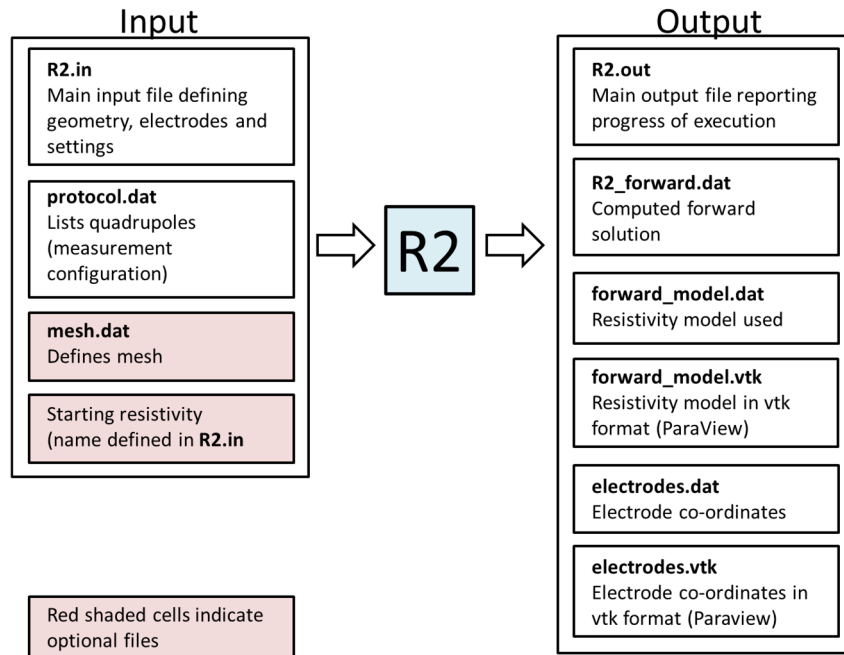 Input
R2.in
Main input file defining
geometry, electrodes and
settings
protocol.dat
Lists quadrupoles
(measurement
configuration)
mesh.dat
Defines mesh
Starting resistivity
(name defined in R2.in
Red shaded cells indicate
optional files
R2
Output
R2.out
Main output file reporting
progress of execution
R2_forward.dat
Computed forward
solution
forward_model.dat
Resistivity model used
forward_model.vtk
Resistivity model in vtk
format (ParaView)
electrodes.dat
Electrode co-ordinates
electrodes.vtk
Electrode co-ordinates in
vtk format (Paraview)